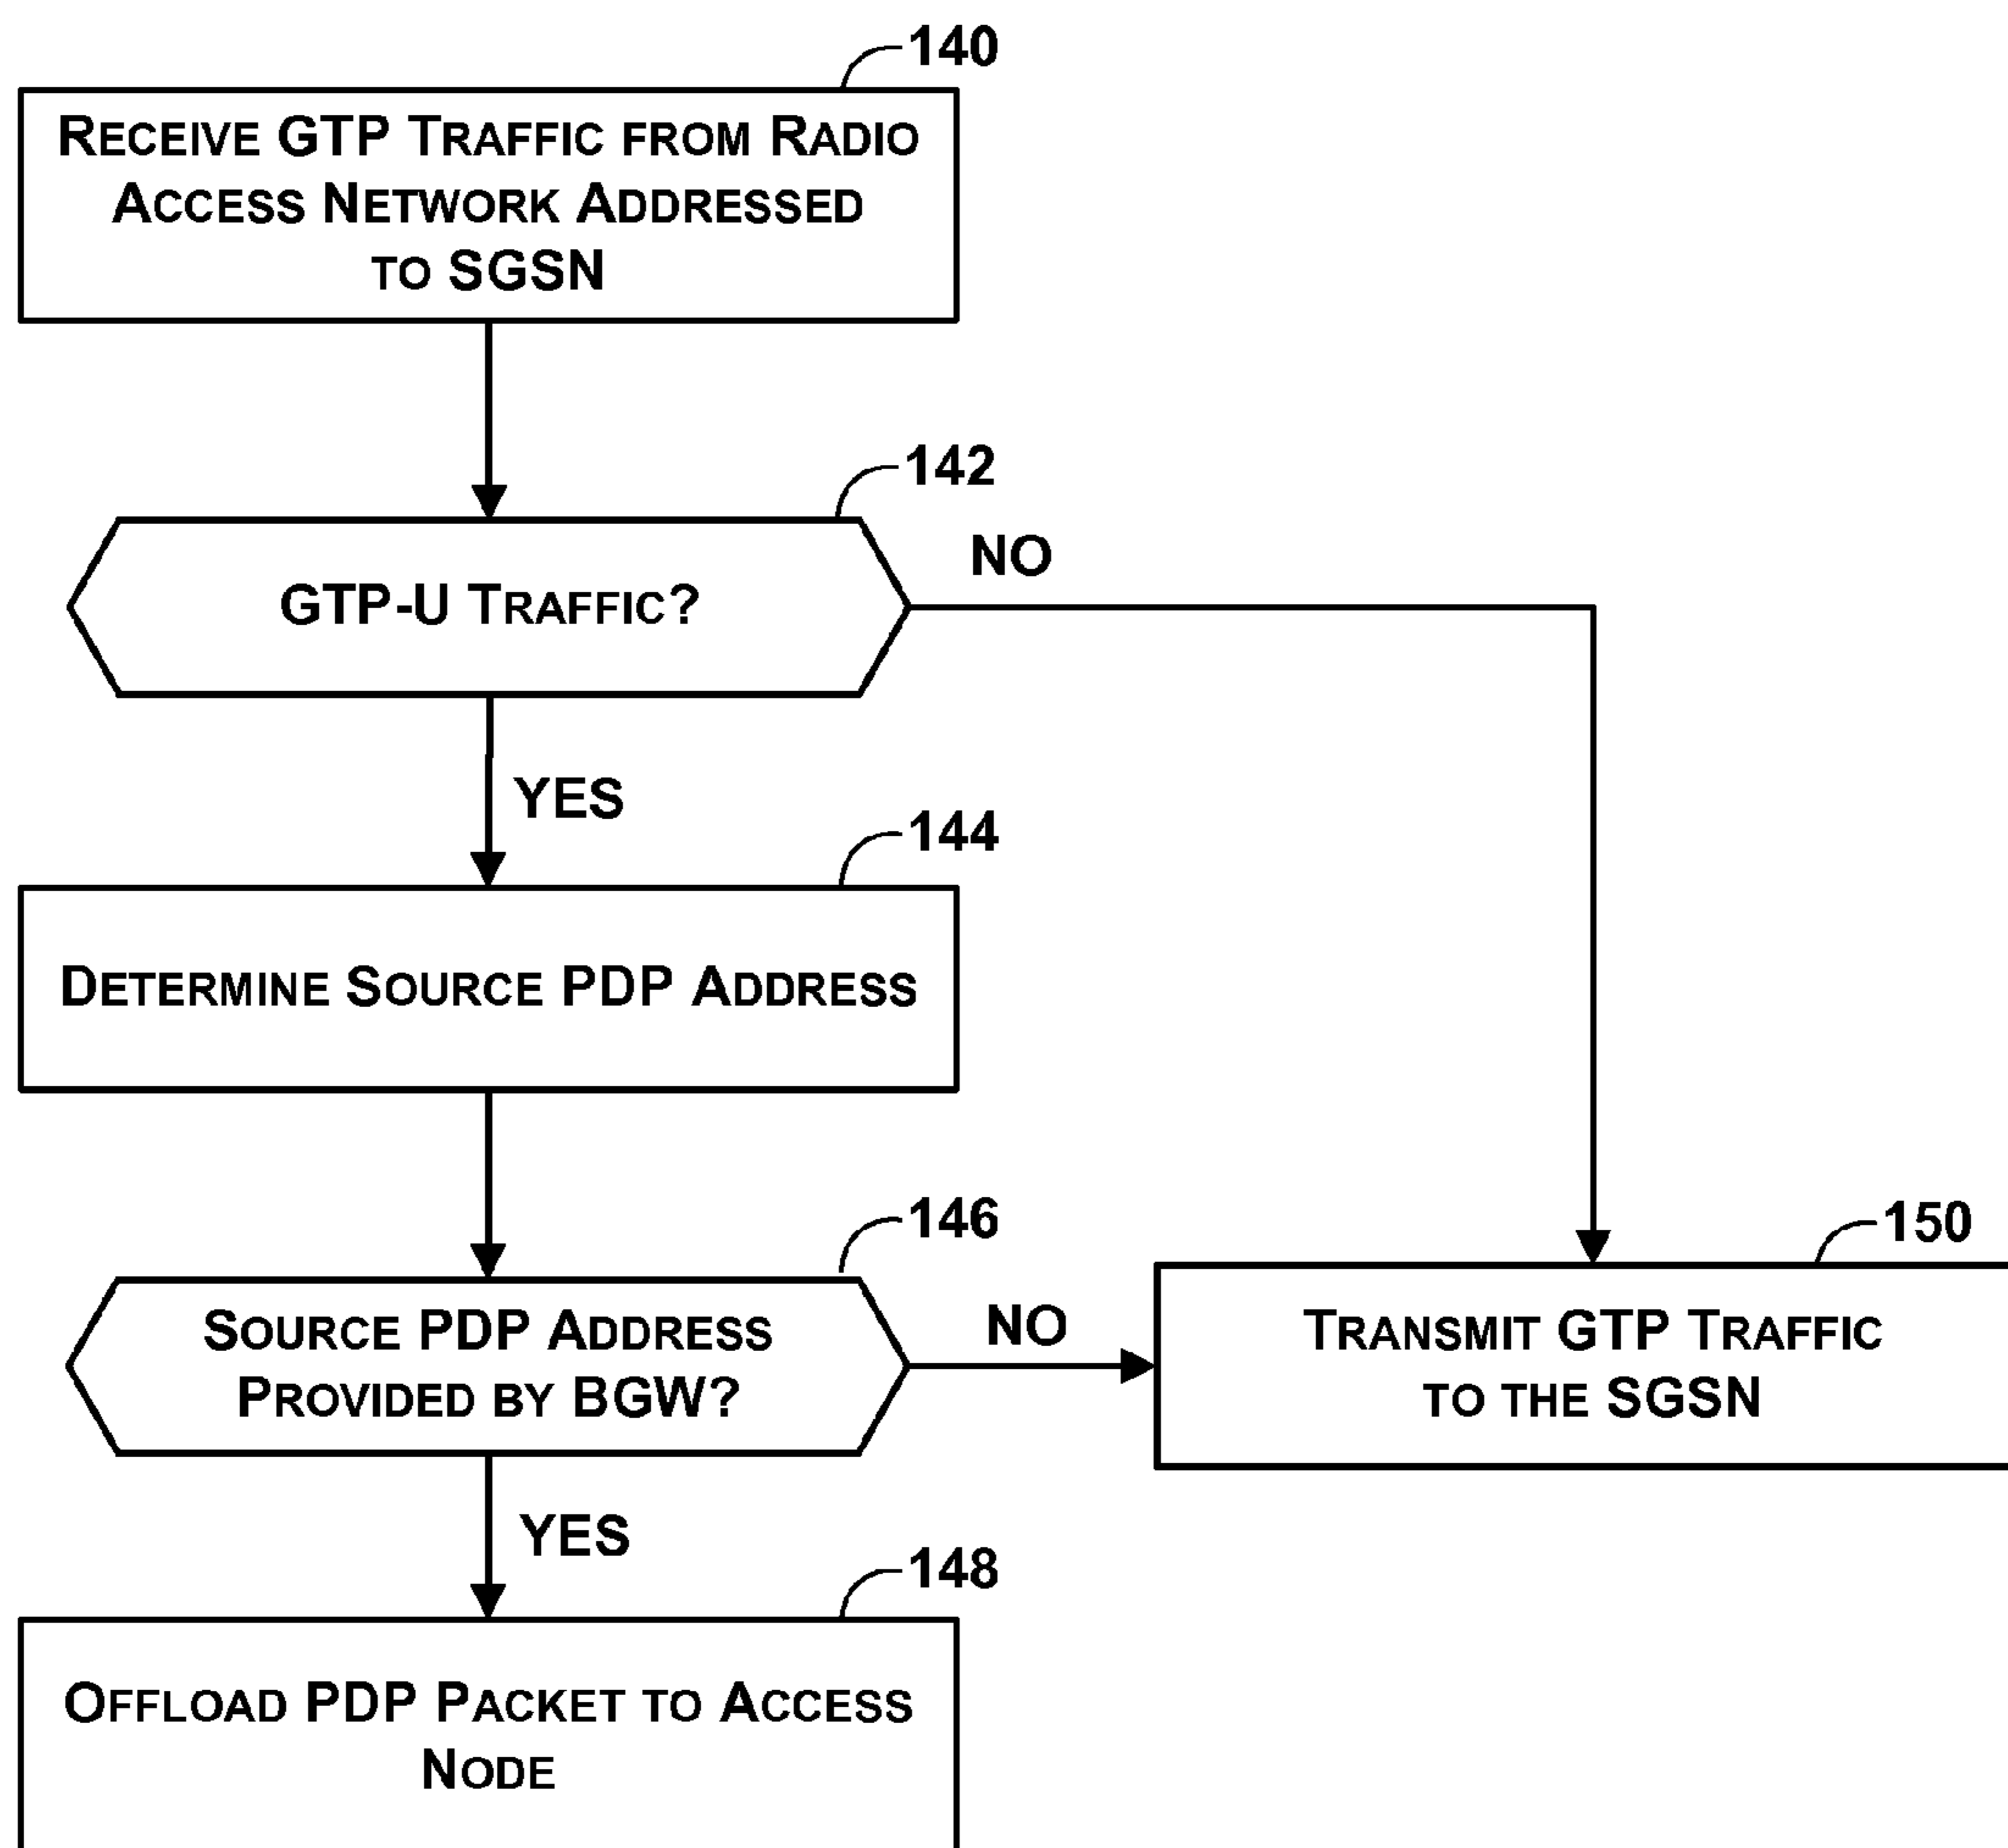 140
RECEIVE GTP TRAFFIC FROM RADIO
ACCESS NETWORK ADDRESSED
TO SGSN
142
GTP-U TRAFFIC?
NO
YES
144
DETERMINE SOURCE PDP ADDRESS
146
SOURCE PDP ADDRESS
PROVIDED BY BGW?
NO
150
TRANSMIT GTP TRAFFIC
TO THE SGSN
YES
148
OFFLOAD PDP PACKET TO ACCESS
NODE